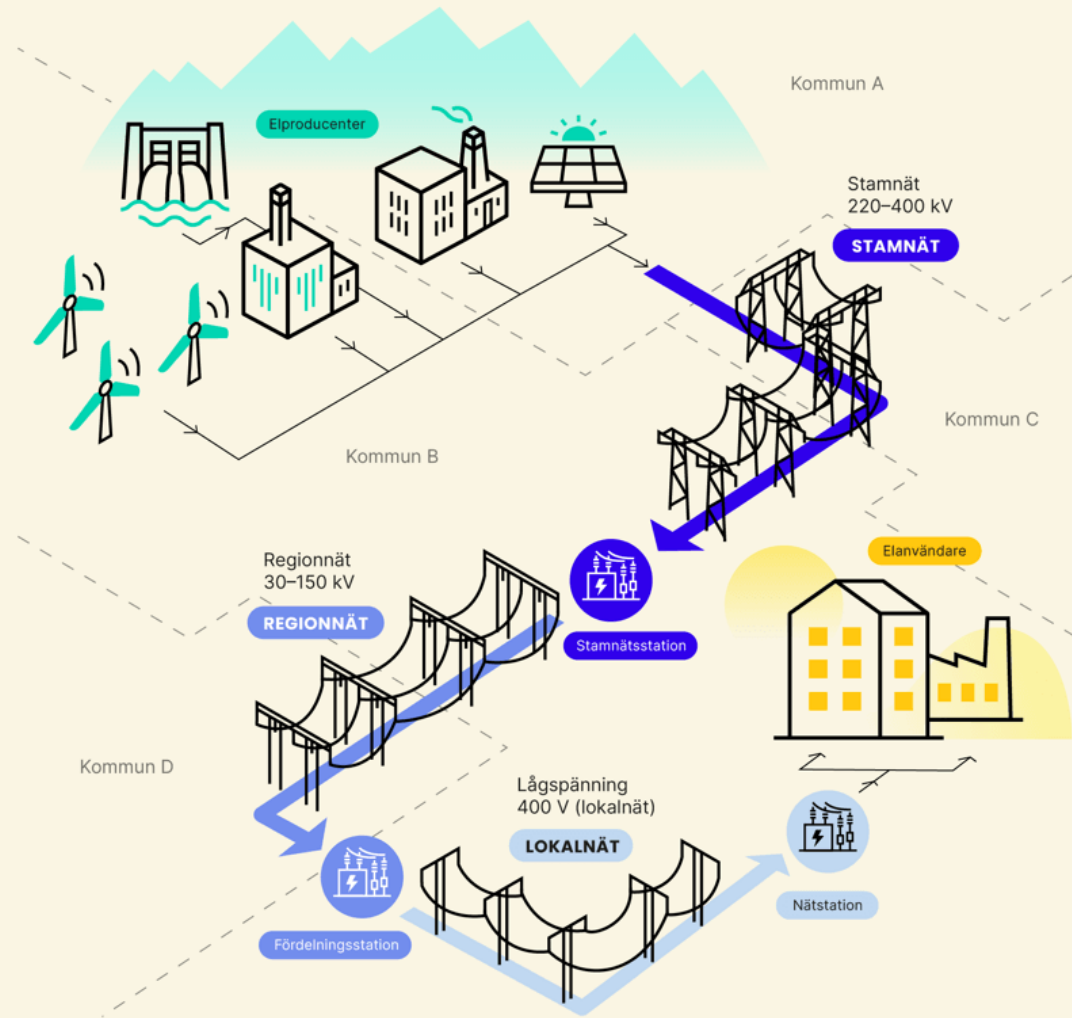 Kommun A
Elproducenter
Stamnät
220–400 kV
STAMNÄT
Kommun C
Kommun B
Elanvändare
Regionnät
30–150 kV
REGIONNÄT
Stamnätsstation
Kommun D
Lågspänning
400 V (lokalnät)
LOKALNÄT
Nätstation
Fördelningsstation